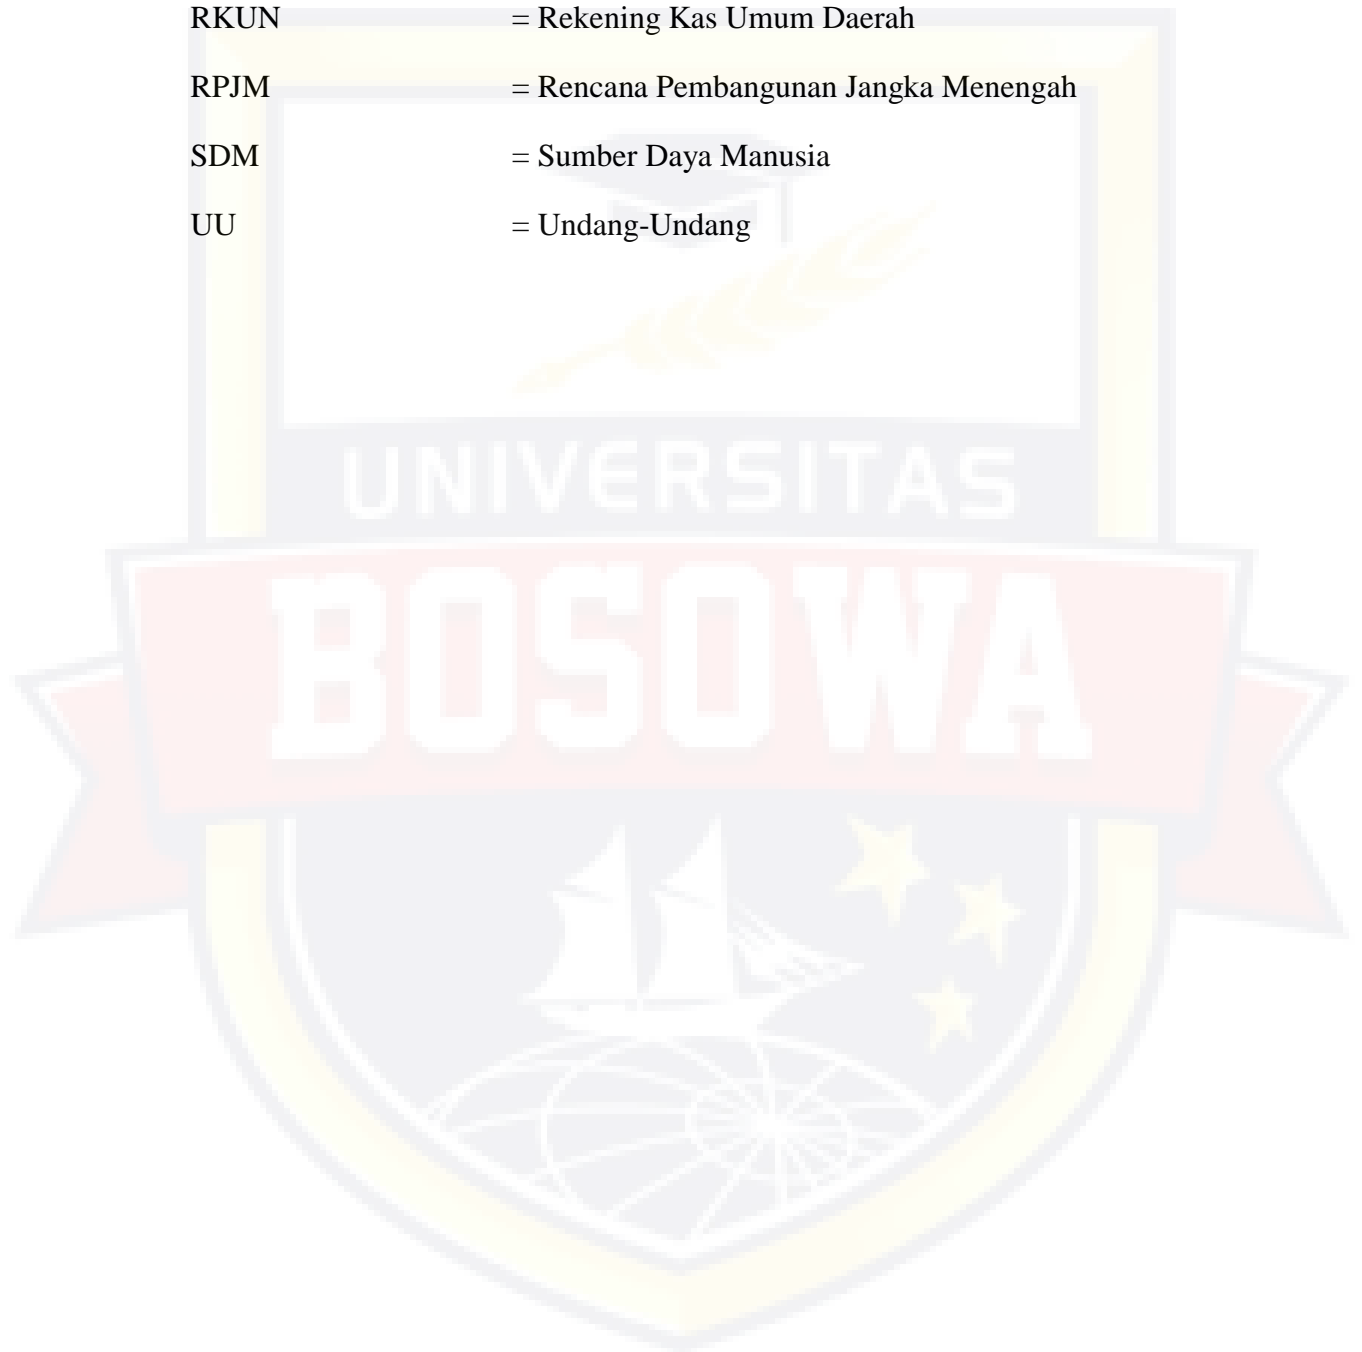 RKUN = Rekening Kas Umum Daerah
RPJM = Rencana Pembangunan Jangka Menengah
SDM = Sumber Daya Manusia
UU = Undang-Undang
UNIVERSITAS
BOSOWA